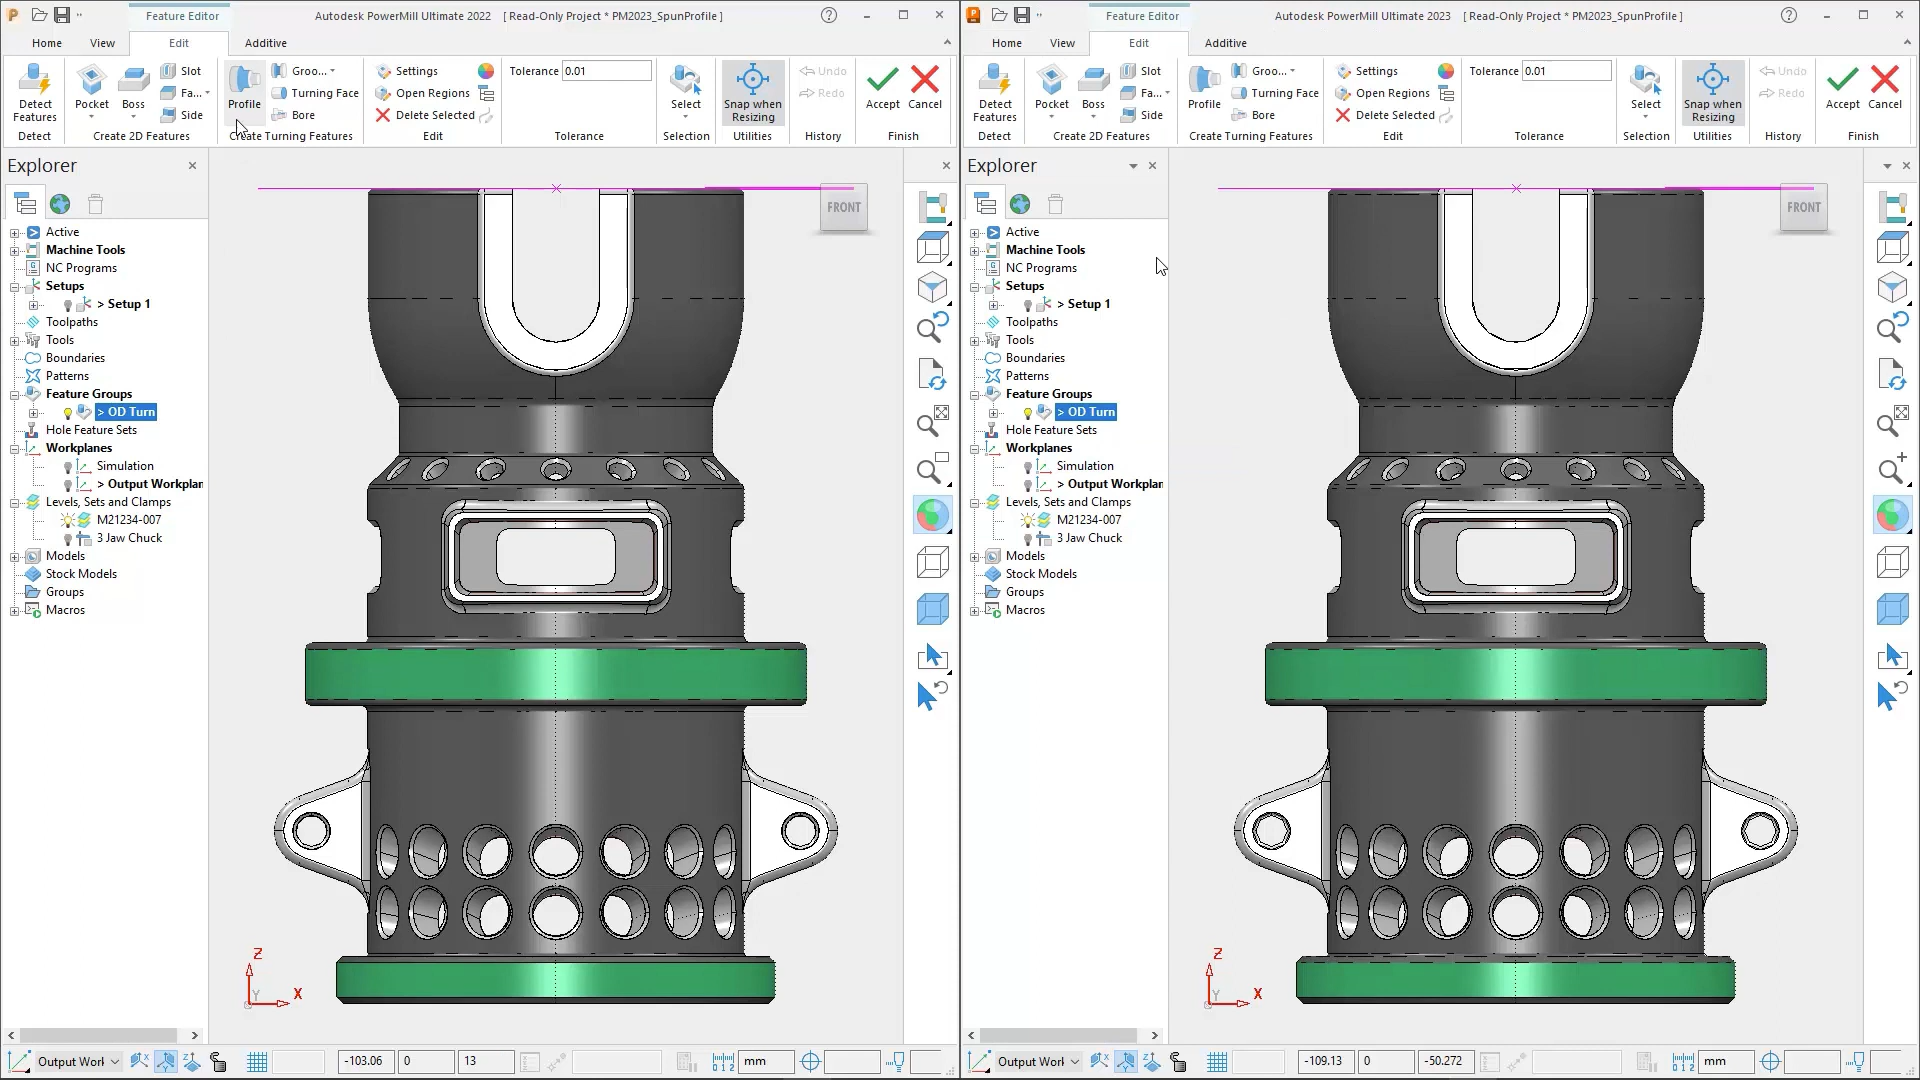 Feature Editor
Autodesk PowerMill Ultimate 2022 [ Read-Only Project * PM2023_SpunProfile ]
Home View Edit Additive
Detect Features
Detect
Pocket
Boss
Slot
Fa...
Side
Create 2D Features
Profile
Groo...
Turning Face
Bore
Create Turning Features
Settings
Open Regions
Delete Selected
Edit
Tolerance 0.01
Tolerance
Select
Selection
Snap when Resizing
Utilities
Undo
Redo
History
Accept
Cancel
Finish
Explorer
Active
Machine Tools
NC Programs
Setups
> Setup 1
Toolpaths
Tools
Boundaries
Patterns
Feature Groups
> OD Turn
Hole Feature Sets
Workplanes
Simulation
> Output Workplan
Levels, Sets and Clamps
M21234-007
3 Jaw Chuck
Models
Stock Models
Groups
Macros
FRONT
Z
Y
X
Output Work
-103.06
0
13
mm
Feature Editor
Autodesk PowerMill Ultimate 2023 [ Read-Only Project * PM2023_SpunProfile ]
Home View Edit Additive
Detect Features
Detect
Pocket
Boss
Slot
Fa...
Side
Create 2D Features
Profile
Groo...
Turning Face
Bore
Create Turning Features
Settings
Open Regions
Delete Selected
Edit
Tolerance 0.01
Tolerance
Select
Selection
Snap when Resizing
Utilities
Undo
Redo
History
Accept
Cancel
Finish
Explorer
Active
Machine Tools
NC Programs
Setups
> Setup 1
Toolpaths
Tools
Boundaries
Patterns
Feature Groups
> OD Turn
Hole Feature Sets
Workplanes
Simulation
> Output Workplan
Levels, Sets and Clamps
M21234-007
3 Jaw Chuck
Models
Stock Models
Groups
Macros
FRONT
Z
Y
X
Output Work
-109.13
0
-50.272
mm